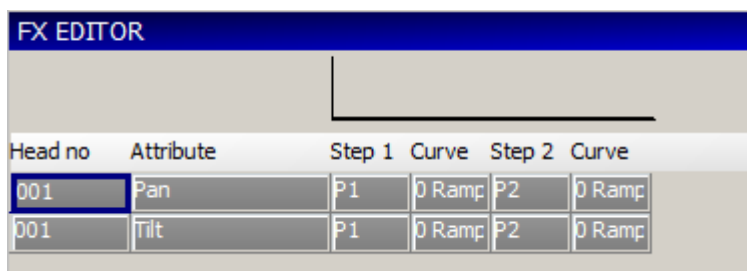 FX EDITOR
Head no Attribute Step 1 Curve Step 2 Curve
001 Pan P1 0 Ramp P2 0 Ramp
001 Tilt P1 0 Ramp P2 0 Ramp